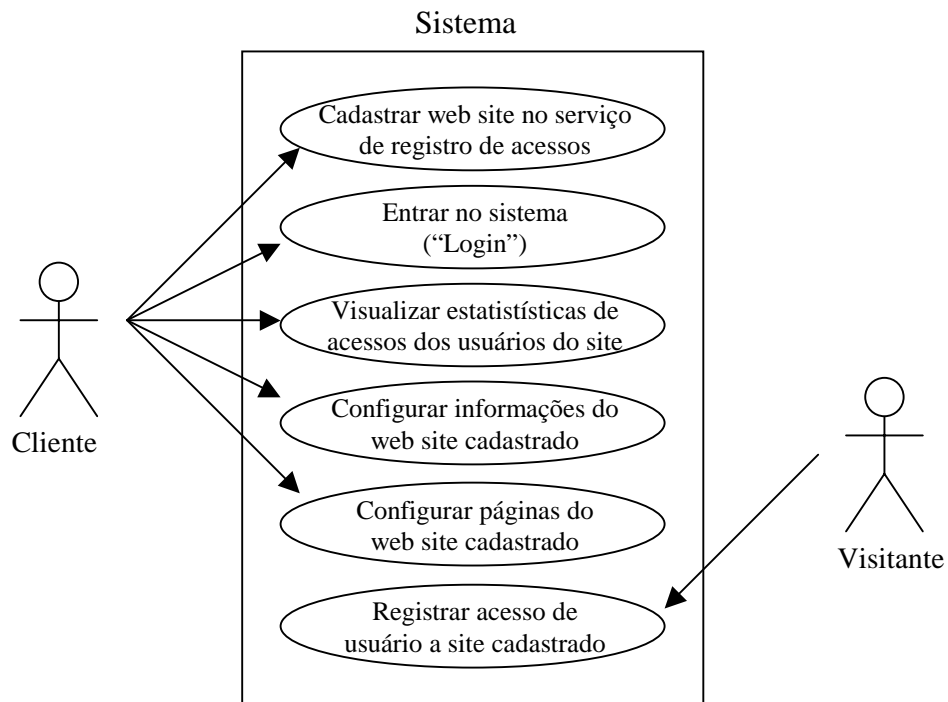 Sistema
Cadastrar web site no serviço
de registro de acessos
Entrar no sistema
(“Login”)
Visualizar estatistísticas de
acessos dos usuários do site
Configurar informações do
web site cadastrado
Cliente
Configurar páginas do
web site cadastrado
Visitante
Registrar acesso de
usuário a site cadastrado